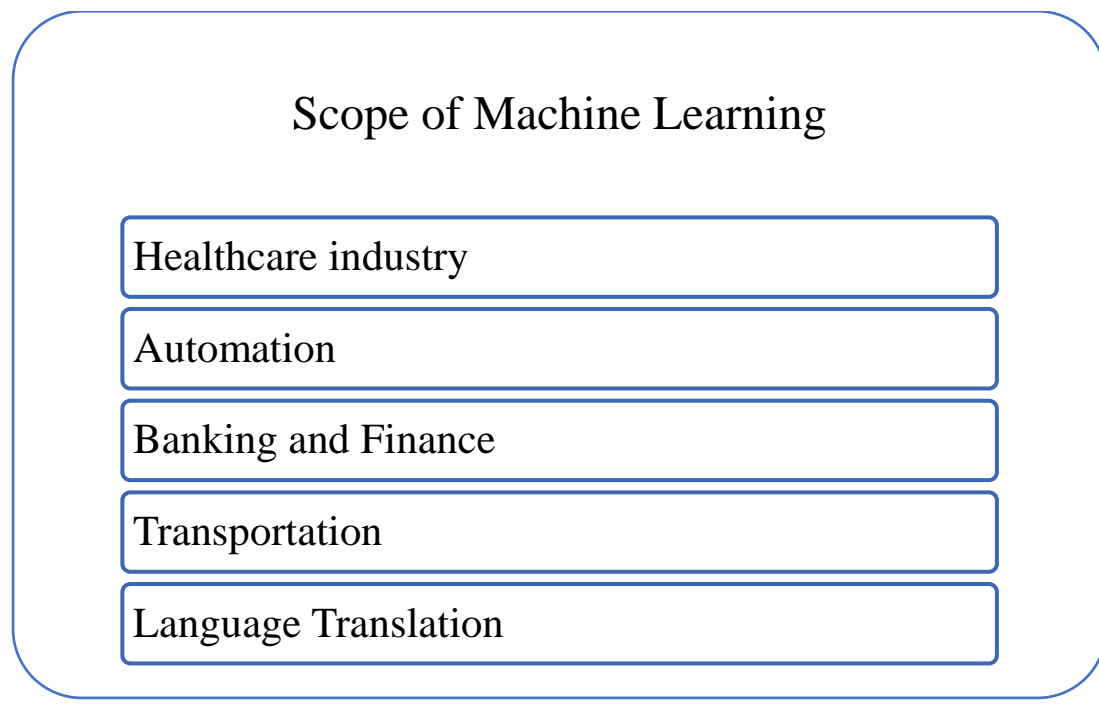 Scope of Machine Learning
Healthcare industry
Automation
Banking and Finance
Transportation
Language Translation